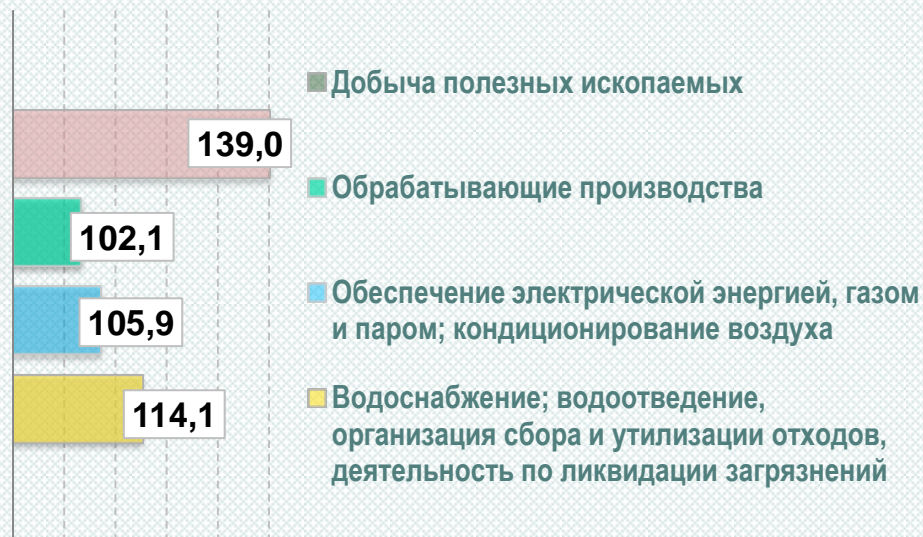 Добыча полезных ископаемых
139,0
Обрабатывающие производства
102,1
Обеспечение электрической энергией, газом
и паром; кондиционирование воздуха
105,9
Водоснабжение; водоотведение,
организация сбора и утилизации отходов,
деятельность по ликвидации загрязнений
114,1